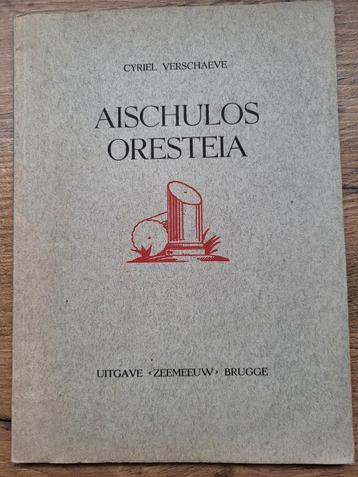 CYRIEL VERSCHAEVE
AISCHULOS
ORESTEIA
UITGAVE «ZEEMEEUW» BRUGGE